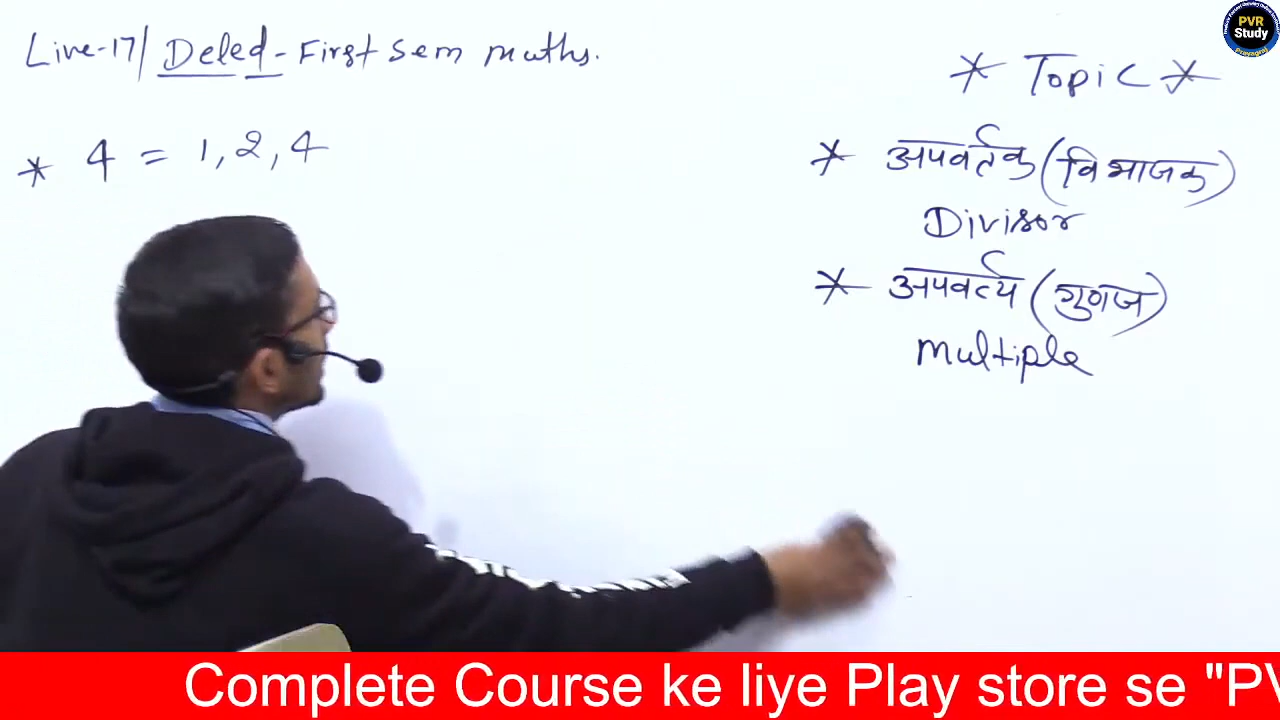 Live-17/ Deled - First Sem maths.
* 4 = 1, 2, 4
* Topic *
* अपवर्तक (विभाजक)
Divisor
* अपवर्त्य (गुणज)
multiple
PVR
Study
Prayagraj
Complete Course ke liye Play store se "PV